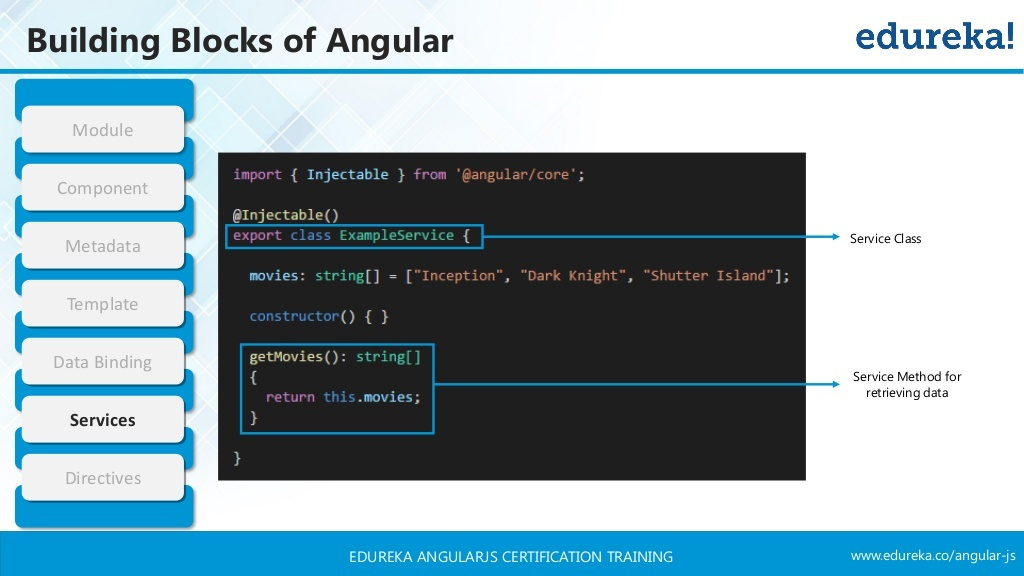 Building Blocks of Angular
edureka!
Module
Component
Metadata
Template
Data Binding
Services
Directives
import { Injectable } from '@angular/core';
@Injectable()
export class ExampleService {
movies: string[] = ["Inception", "Dark Knight", "Shutter Island"];
constructor() { }
getMovies(): string[]
{
return this.movies;
}
}
Service Class
Service Method for
retrieving data
EDUREKA ANGULARJS CERTIFICATION TRAINING
www.edureka.co/angular-js